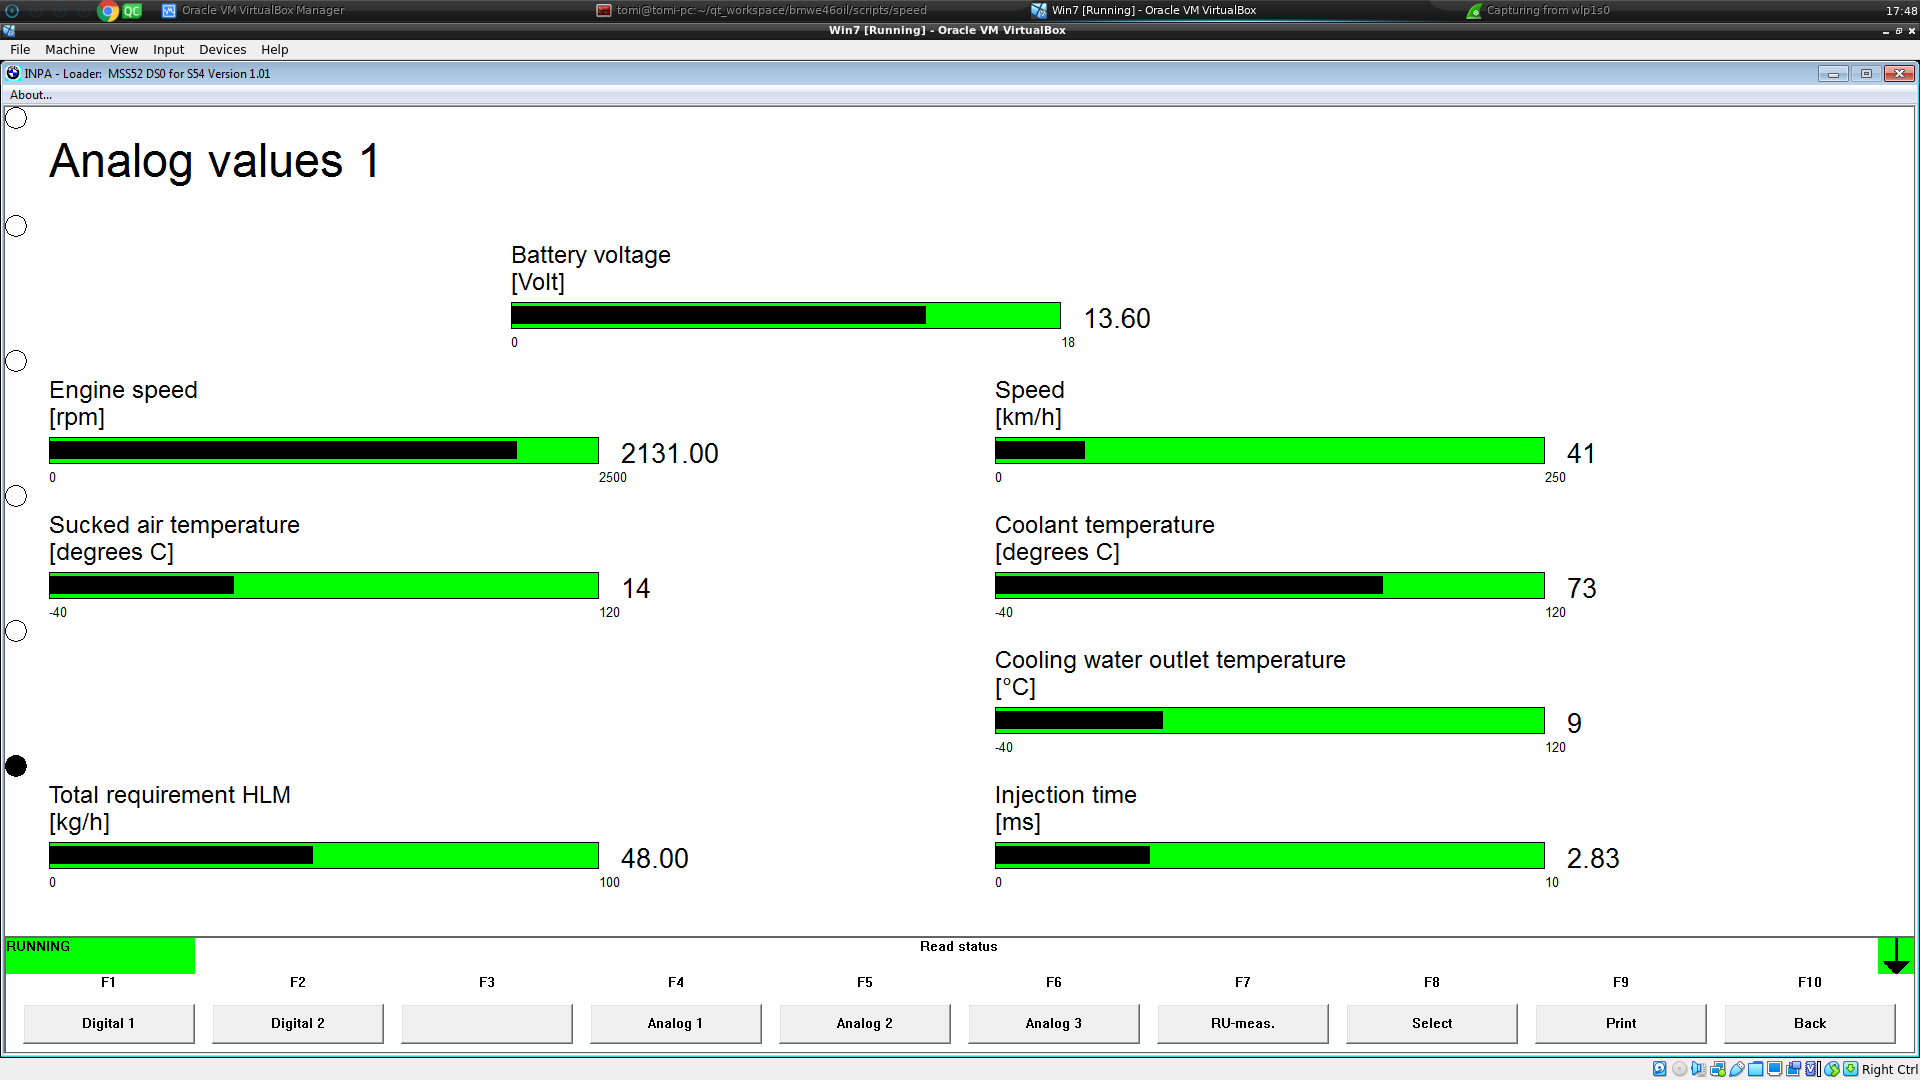 QC Oracle VM VirtualBox Manager tomi@tomi-pc:~/qt_workspace/bmwe46oil/scripts/speed Win7 [Running] - Oracle VM VirtualBox Capturing from wlp1s0 17:48
Win7 [Running] - Oracle VM VirtualBox
File Machine View Input Devices Help
INPA - Loader: MSS52 DS0 for S54 Version 1.01
About...
Analog values 1
Battery voltage
[Volt]
13.60
0 18
Engine speed Speed
[rpm] [km/h]
2131.00 41
0 2500 0 250
Sucked air temperature Coolant temperature
[degrees C] [degrees C]
14 73
-40 120 -40 120
Cooling water outlet temperature
[°C]
9
-40 120
Total requirement HLM Injection time
[kg/h] [ms]
48.00 2.83
0 100 0 10
RUNNING Read status
F1 F2 F3 F4 F5 F6 F7 F8 F9 F10
Digital 1 Digital 2 Analog 1 Analog 2 Analog 3 RU-meas. Select Print Back
Right Ctrl